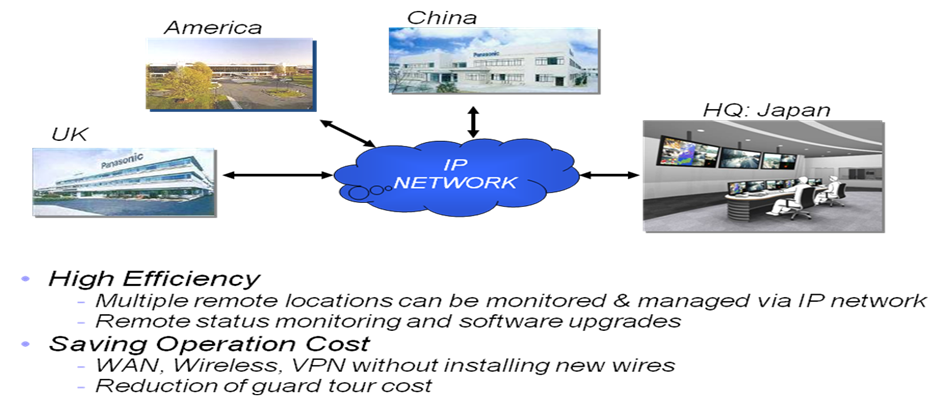 America
China
HQ: Japan
UK
Panasonic
Panasonic
IP
NETWORK
• High Efficiency
- Multiple remote locations can be monitored & managed via IP network
- Remote status monitoring and software upgrades
• Saving Operation Cost
- WAN, Wireless, VPN without installing new wires
- Reduction of guard tour cost